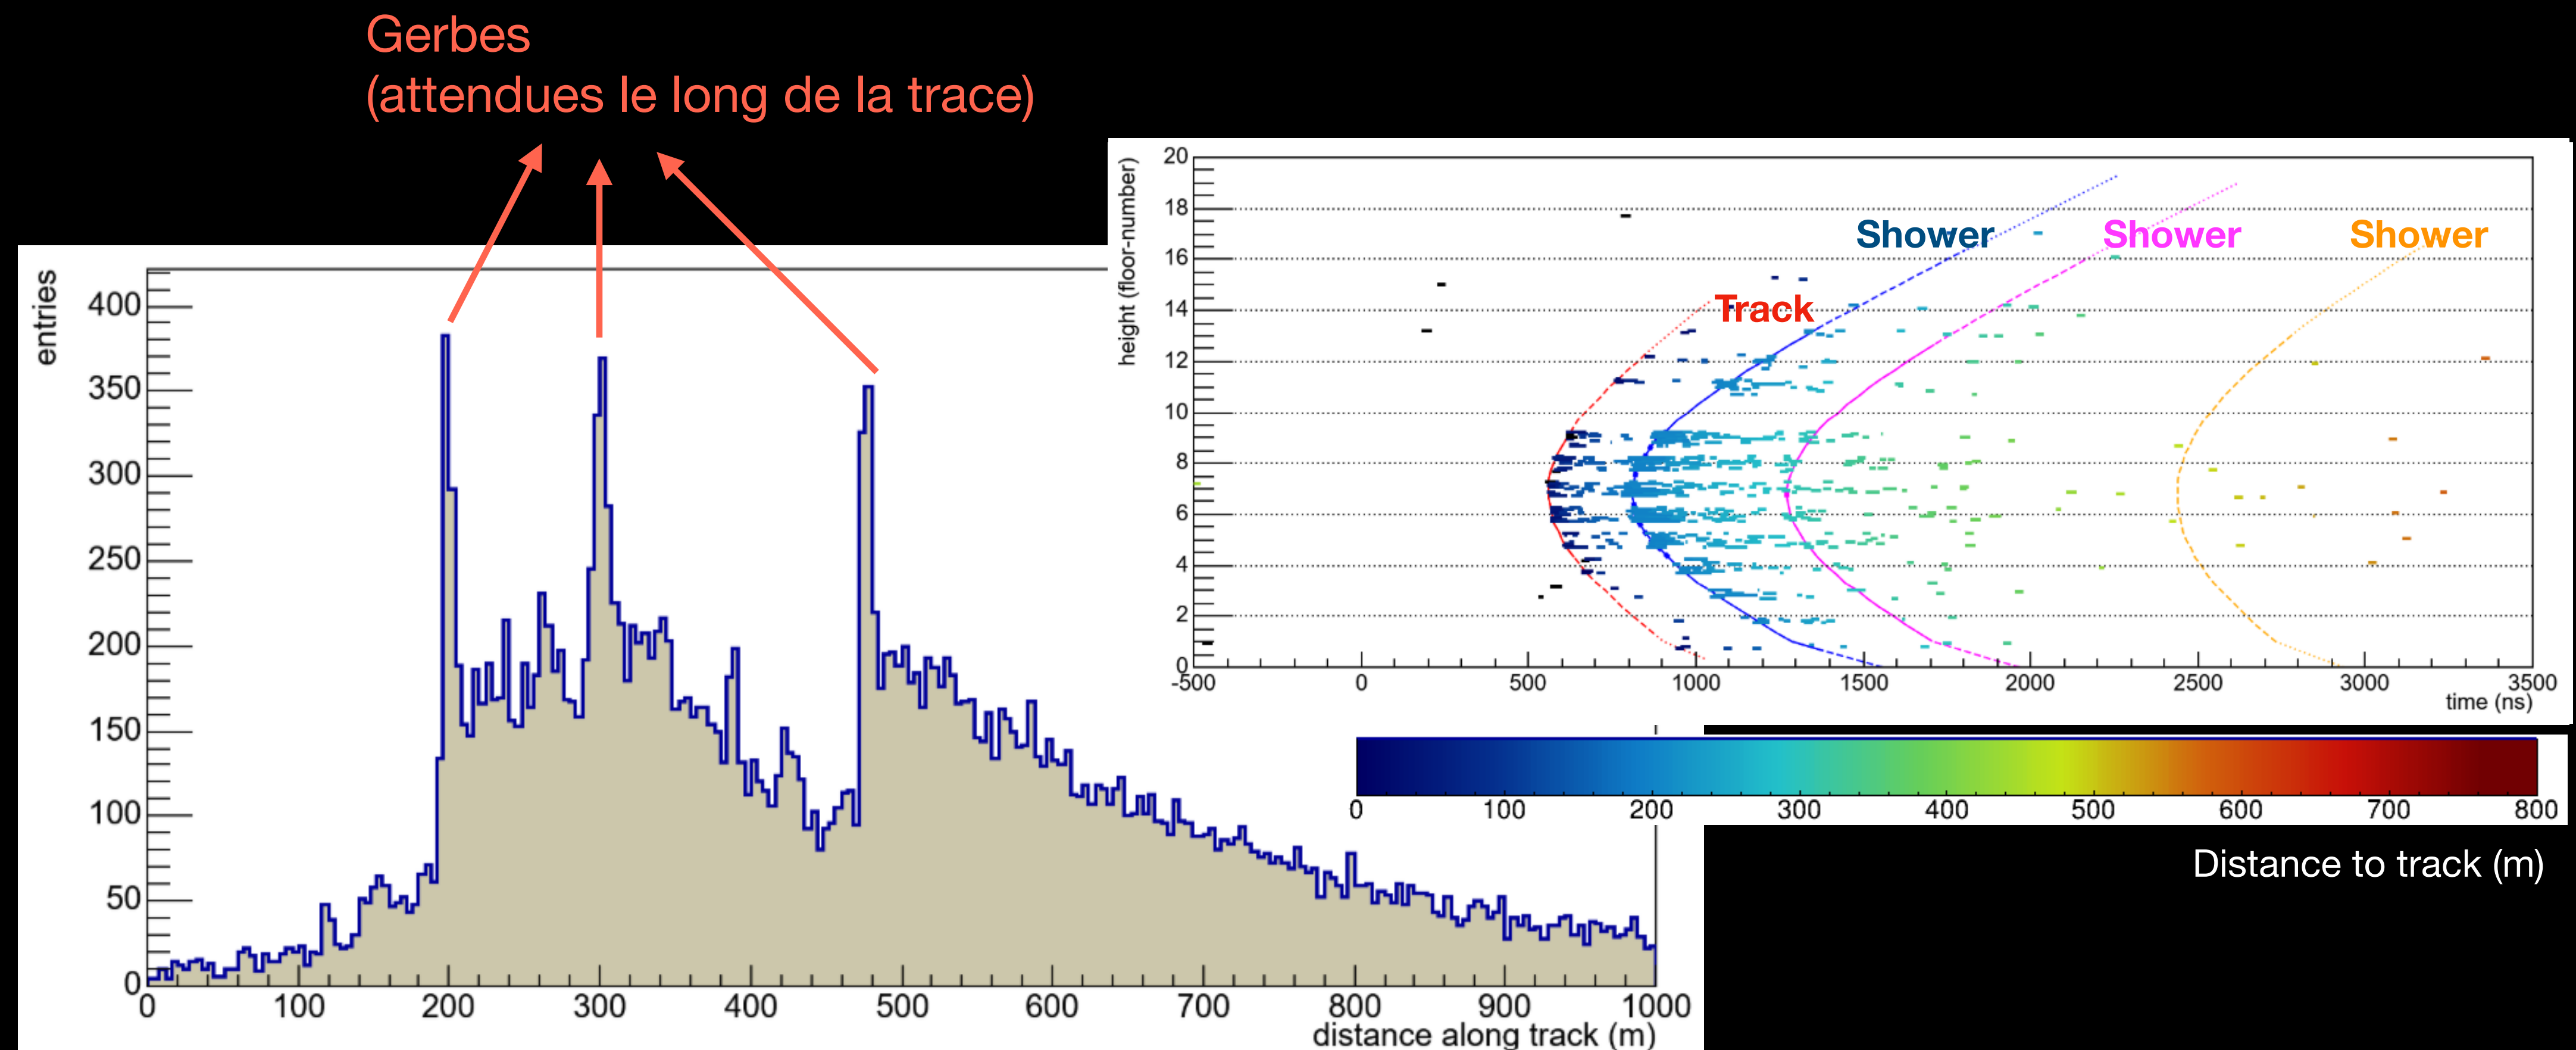 Gerbes
(attendues le long de la trace)
entries
400
350
300
250
200
150
100
50
0
0 100 200 300 400 500 600 700 800 900 1000
distance along track (m)
height (floor-number)
20
18
16
14
12
10
8
6
4
2
0
Shower Shower Shower
Track
-500 0 500 1000 1500 2000 2500 3000 3500
time (ns)
0 100 200 300 400 500 600 700 800
Distance to track (m)